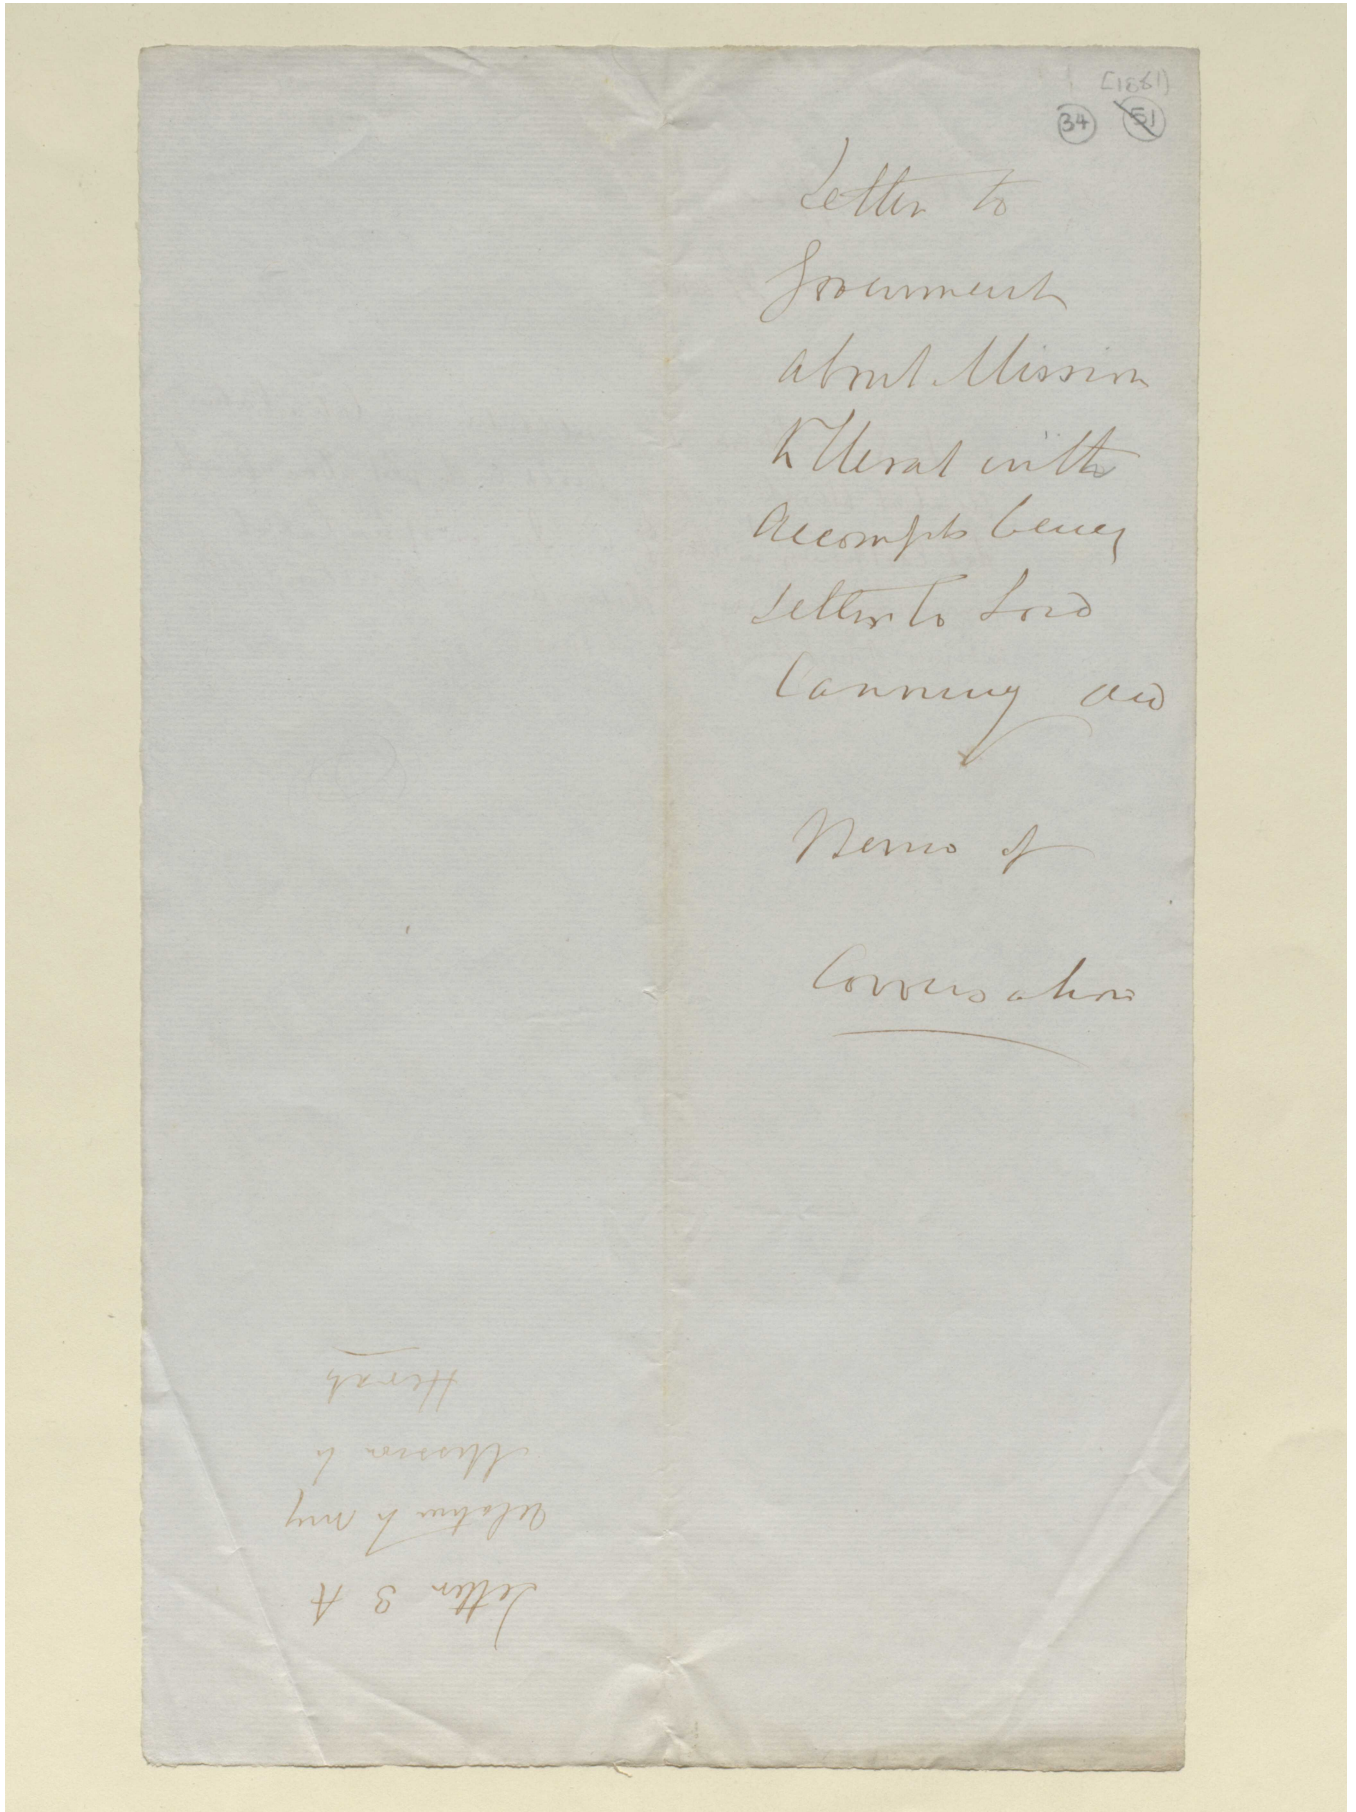 [1861)
34 51
Letter to
Government
about Mission
to Herat with
Accompts being
Letter to Lord
Canning and
Memo of
Conversation
Letter 3 A
Relative to my
Mission to
Herat